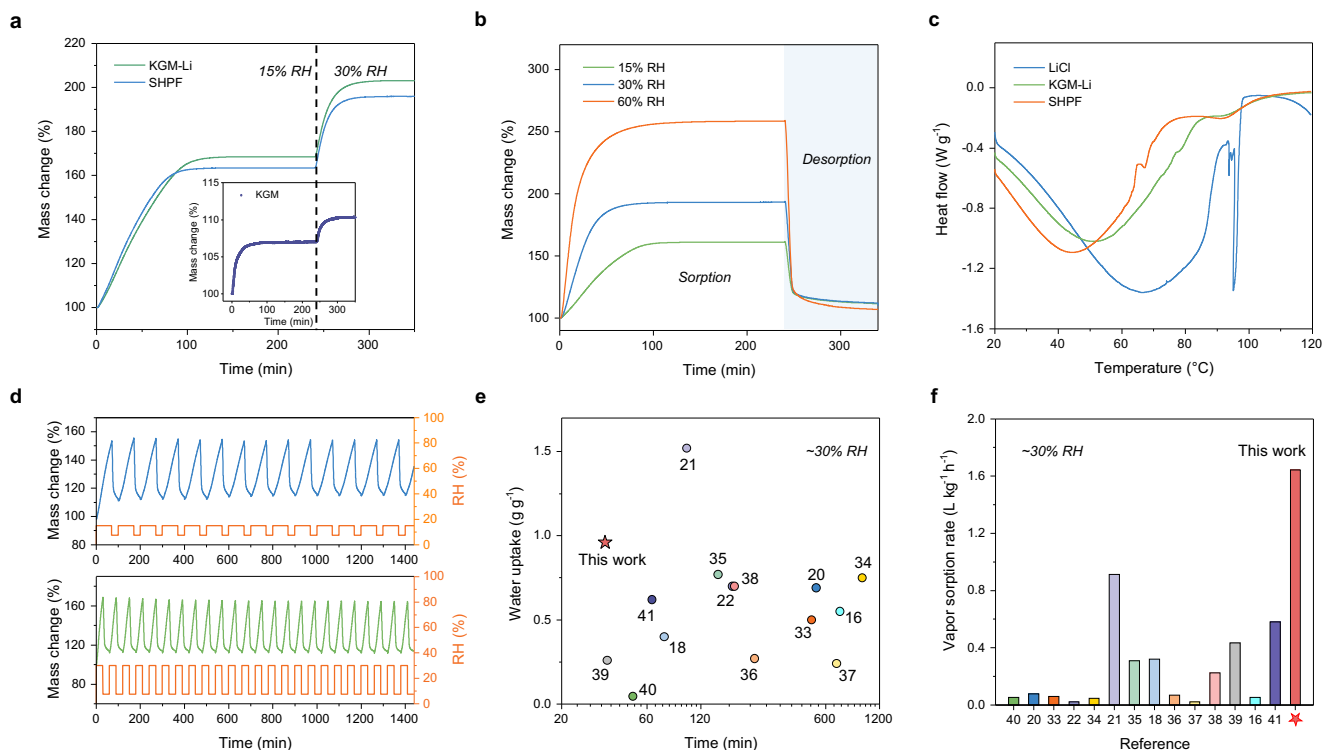 a
220
200
180
160
140
120
100
Mass change (%)
KGM-Li
SHPF
15% RH
30% RH
0
100
200
300
Time (min)
115
110
105
100
Mass change (%)
KGM
0
100
200
300
Time (min)
b
300
250
200
150
100
Mass change (%)
15% RH
30% RH
60% RH
Desorption
Sorption
0
100
200
300
Time (min)
c
0.0
-0.4
-0.8
-1.2
-1.6
Heat flow (W g⁻¹)
LiCl
KGM-Li
SHPF
20
40
60
80
100
120
Temperature (°C)
d
160
140
120
100
80
Mass change (%)
100
80
60
40
20
0
RH (%)
0 200 400 600 800 1000 1200 1400
160
120
80
Mass change (%)
100
80
60
40
20
0
RH (%)
0 200 400 600 800 1000 1200 1400
Time (min)
e
1.5
1.0
0.5
0.0
Water uptake (g g⁻¹)
~30% RH
21
This work
35
38
22
20
34
41
18
33
16
39
40
36
37
20
60
120
600
1200
Time (min)
f
2.4
1.8
1.2
0.6
0.0
Vapor sorption rate (L kg⁻¹ h⁻¹)
~30% RH
This work
40 20 33 22 34 21 35 18 36 37 38 39 16 41
Reference